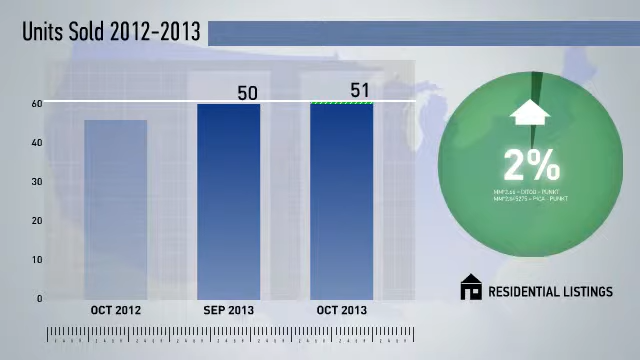 Units Sold 2012-2013
50
51
60
40
30
20
10
0
OCT 2012
SEP 2013
OCT 2013
2%
RESIDENTIAL LISTINGS